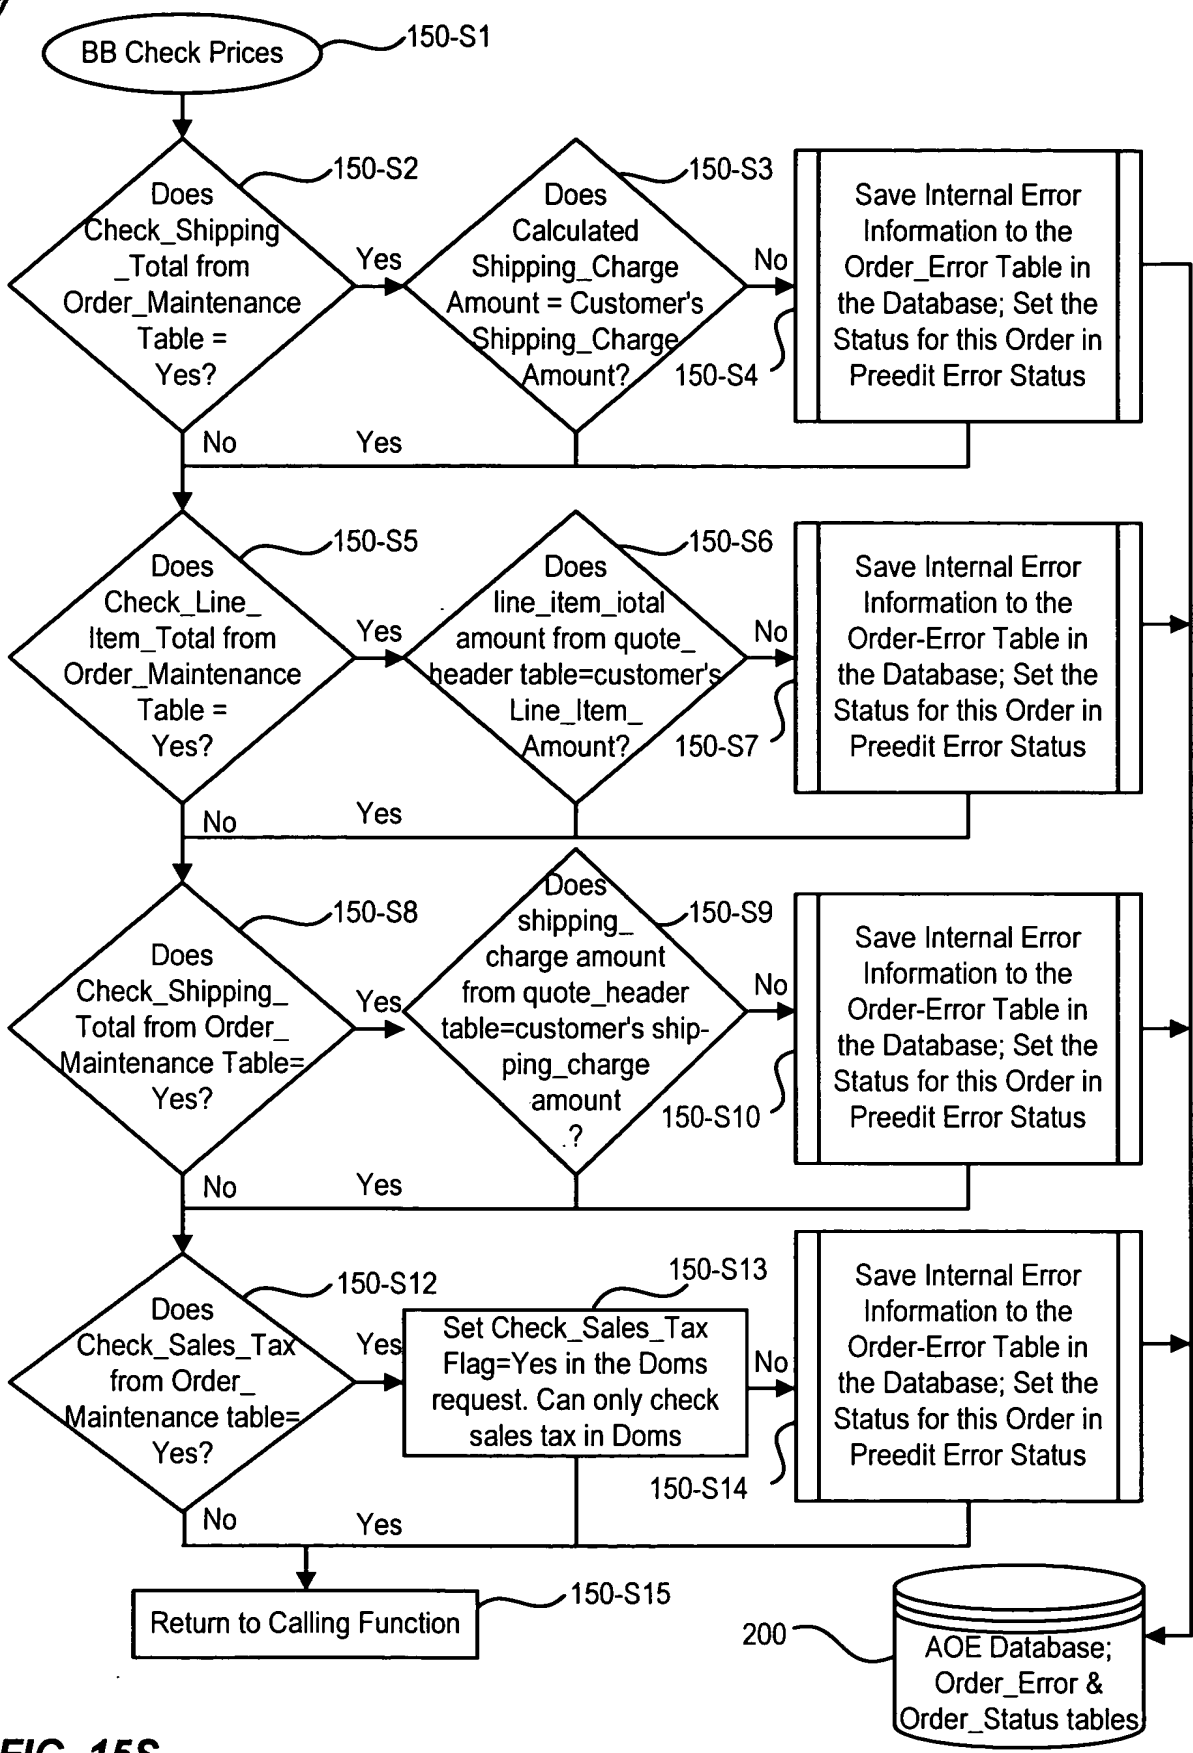 BB Check Prices
150-S1
Does
Check_Shipping
_Total from
Order_Maintenance
Table =
Yes?
150-S2
Yes
No
Does
Calculated
Shipping_Charge
Amount = Customer's
Shipping_Charge
Amount?
150-S3
No
Yes
Save Internal Error
Information to the
Order_Error Table in
the Database; Set the
Status for this Order in
Preedit Error Status
150-S4
Does
Check_Line_
Item_Total from
Order_Maintenance
Table =
Yes?
150-S5
Yes
No
Does
line_item_iotal
amount from quote_
header table=customer's
Line_Item_
Amount?
150-S6
No
Yes
Save Internal Error
Information to the
Order-Error Table in
the Database; Set the
Status for this Order in
Preedit Error Status
150-S7
Does
Check_Shipping_
Total from Order_
Maintenance Table=
Yes?
150-S8
Yes
No
Does
shipping_
charge amount
from quote_header
table=customer's ship-
ping_charge
amount
?
150-S9
No
Yes
Save Internal Error
Information to the
Order-Error Table in
the Database; Set the
Status for this Order in
Preedit Error Status
150-S10
Does
Check_Sales_Tax
from Order_
Maintenance table=
Yes?
150-S12
Yes
No
Set Check_Sales_Tax
Flag=Yes in the Doms
request. Can only check
sales tax in Doms
150-S13
No
Yes
Save Internal Error
Information to the
Order-Error Table in
the Database; Set the
Status for this Order in
Preedit Error Status
150-S14
Return to Calling Function
150-S15
200
AOE Database;
Order_Error &
Order_Status tables
FIG. 15S